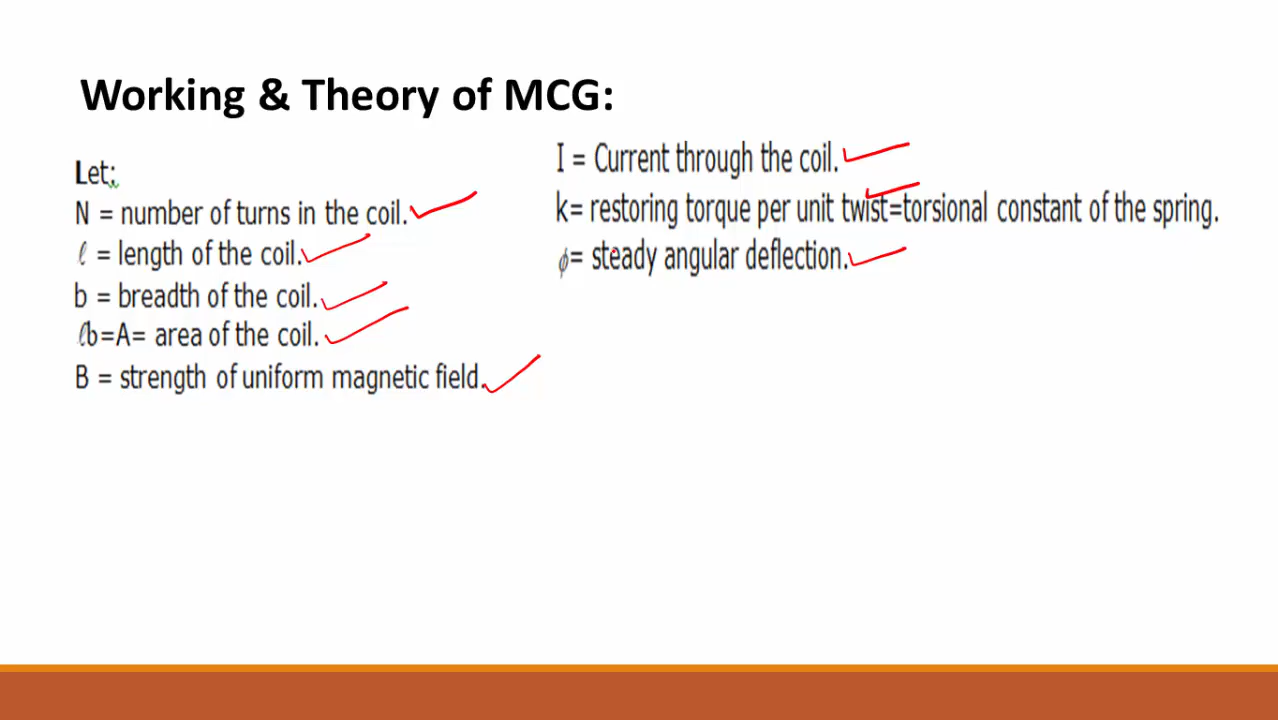 Working & Theory of MCG:
Let;
N = number of turns in the coil.
ℓ = length of the coil.
b = breadth of the coil.
ℓb=A= area of the coil.
B = strength of uniform magnetic field.
I = Current through the coil.
k= restoring torque per unit twist=torsional constant of the spring.
ϕ= steady angular deflection.